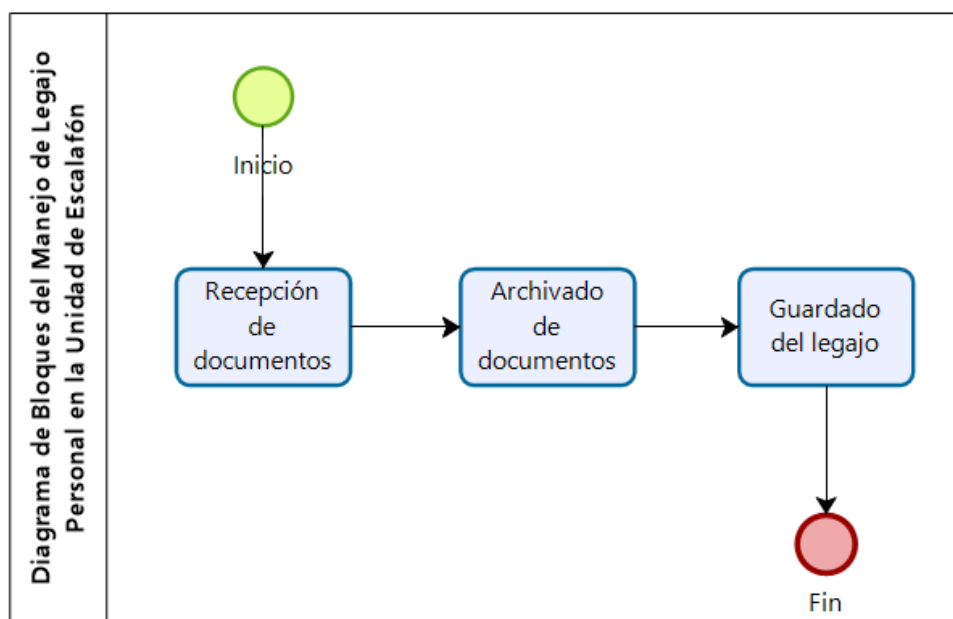 Diagrama de Bloques del Manejo de Legajo
Personal en la Unidad de Escalafón
Inicio
Recepción
de
documentos
Archivado
de
documentos
Guardado
del legajo
Fin